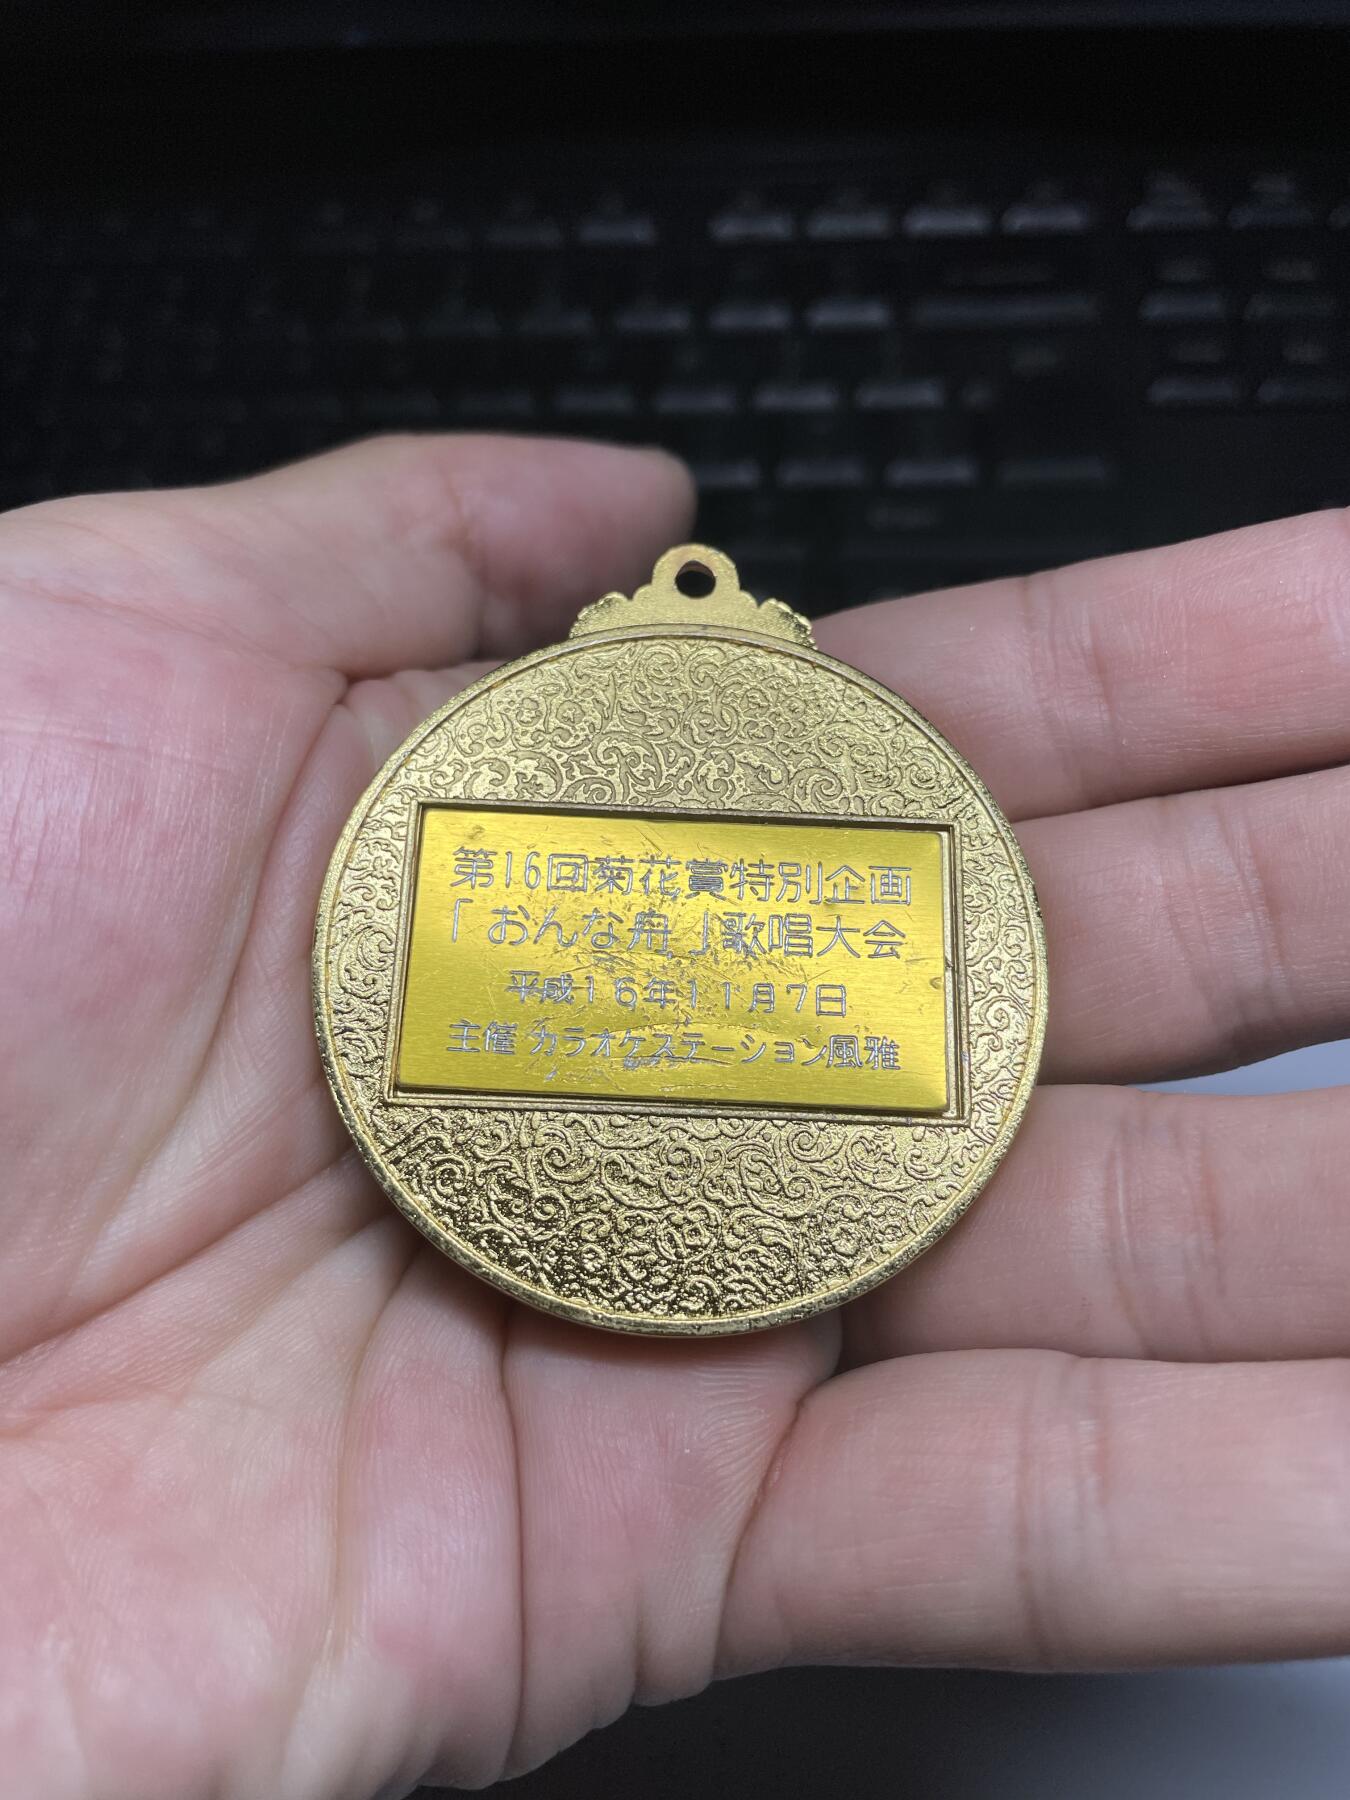 第16回菊花賞特別企画
「おんな舟」歌唱大会
平成16年11月7日
主催 カラオケステーション風雅